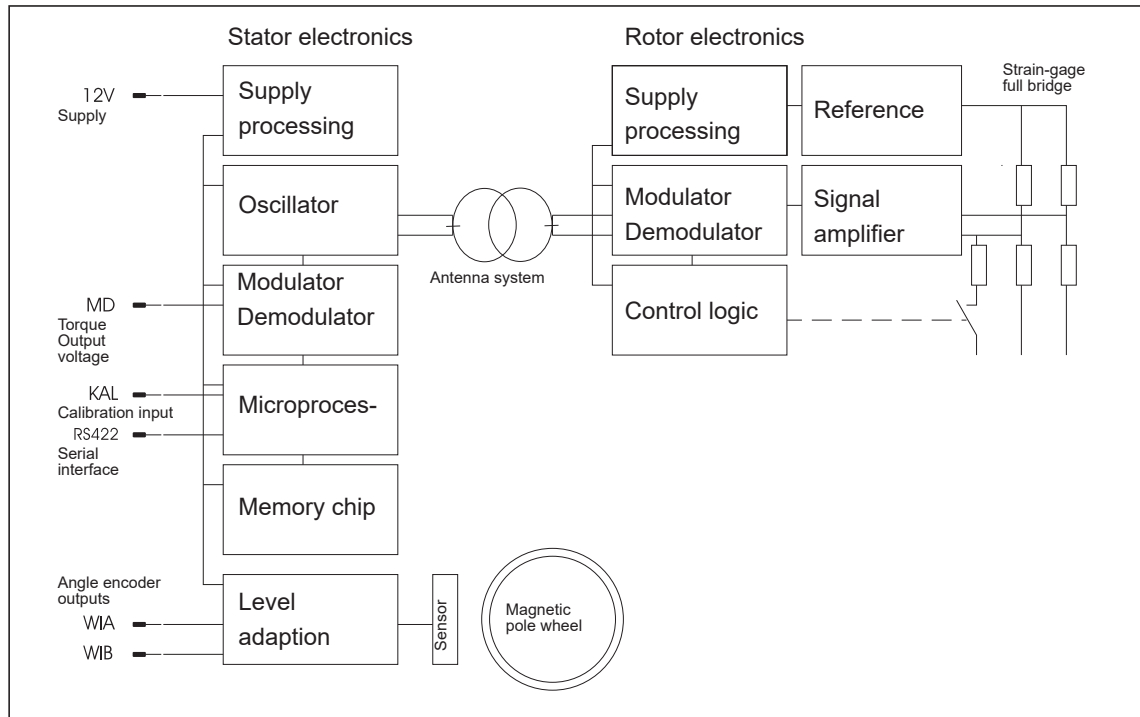 Stator electronics
Rotor electronics
12V
Supply
Supply
processing
Supply
processing
Reference
Strain-gage
full bridge
Oscillator
Antenna system
Modulator
Demodulator
Signal
amplifier
MD
Torque
Output
voltage
Modulator
Demodulator
Control logic
KAL
Calibration input
RS422
Serial
interface
Microproces-
Memory chip
Angle encoder
outputs
WIA
WIB
Level
adaption
Sensor
Magnetic
pole wheel